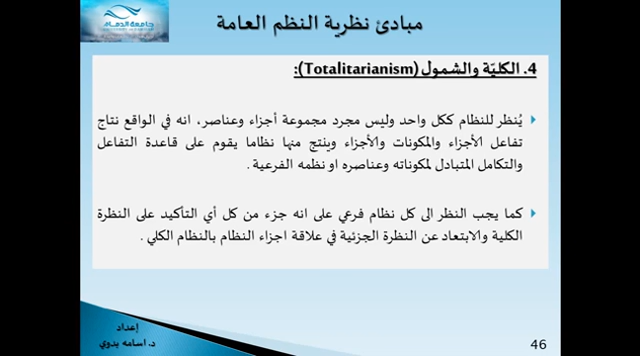 جامعة الدمام
مبادئ نظرية النظم العامة
4. الكليّة والشمول (Totalitarianism):
يُنظر للنظام ككل واحد وليس مجرد مجموعة أجزاء وعناصر، انه في الواقع نتاج
تفاعل الأجزاء والمكونات والأجزاء وينتج منها نظاما يقوم على قاعدة التفاعل
والتكامل المتبادل لمكوناته وعناصره او نظمه الفرعية .
كما يجب النظر الى كل نظام فرعي على انه جزء من كل أي التأكيد على النظرة
الكلية والابتعاد عن النظرة الجزئية في علاقة اجزاء النظام بالنظام الكلي .
إعداد
د. اسامه بدوي
46